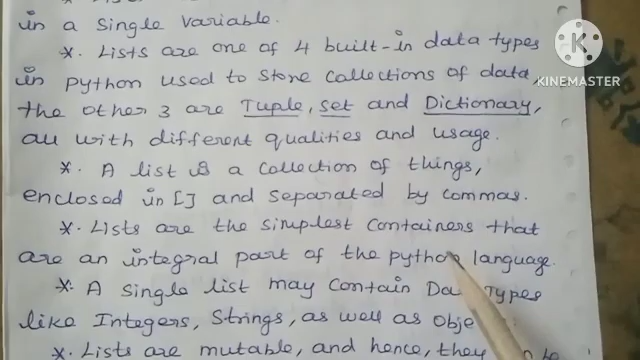 in a single variable.
*. Lists are one of 4 built-in data types
in python used to store collections of data,
the other 3 are Tuple, set and Dictionary,
all with different qualities and usage.
*. A list is a collection of things,
enclosed in [] and separated by commas.
*. Lists are the simplest containers that
are an integral part of the python language.
*. A single list may contain Types
like Integers, Strings, as well as
*. Lists are mutable, and hence, they
KINEMASTER